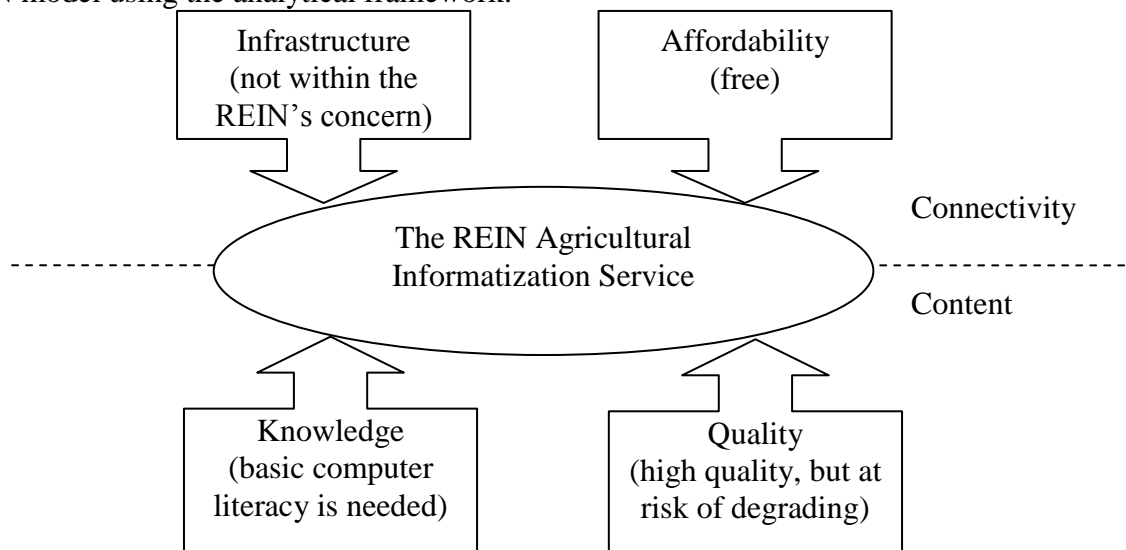 model using the analytical framework.
Infrastructure
(not within the
REIN’s concern)
Affordability
(free)
Connectivity
The REIN Agricultural
Informatization Service
Content
Knowledge
(basic computer
literacy is needed)
Quality
(high quality, but at
risk of degrading)